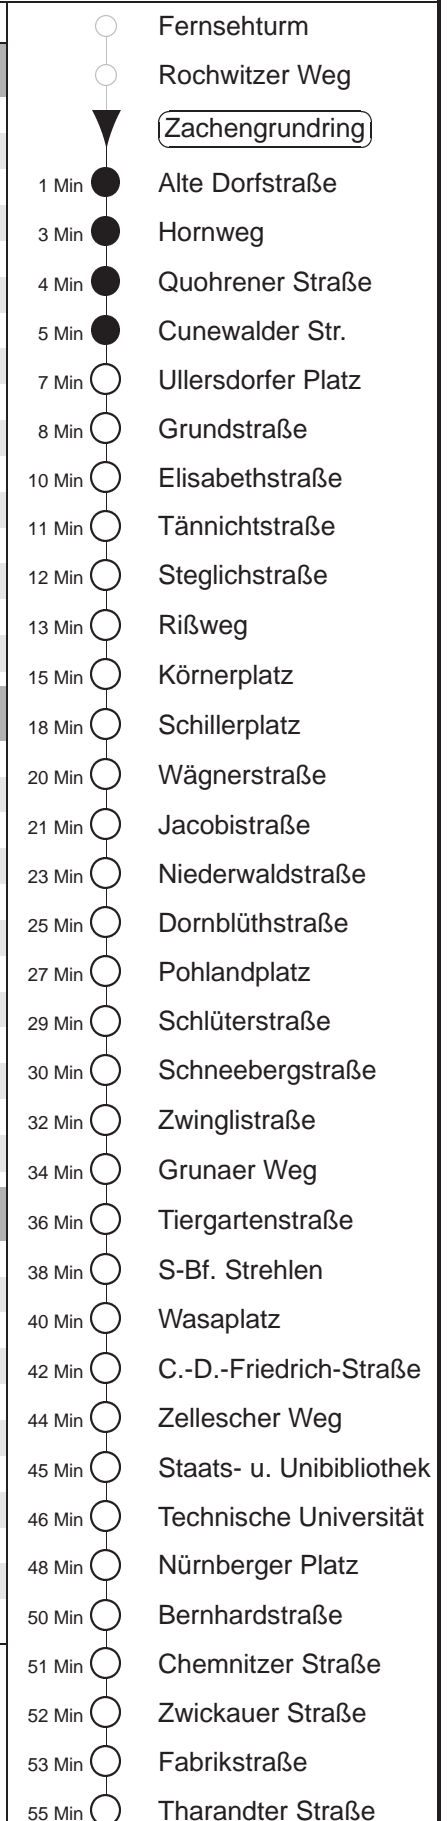 Fernsehturm
Rochwitzer Weg
Zachengrundring
1 Min Alte Dorfstraße
3 Min Hornweg
4 Min Quohrener Straße
5 Min Cunewalder Str.
7 Min Ullersdorfer Platz
8 Min Grundstraße
10 Min Elisabethstraße
11 Min Tännichtstraße
12 Min Steglichstraße
13 Min Rißweg
15 Min Körnerplatz
18 Min Schillerplatz
20 Min Wägnerstraße
21 Min Jacobistraße
23 Min Niederwaldstraße
25 Min Dornblüthstraße
27 Min Pohlandplatz
29 Min Schlüterstraße
30 Min Schneebergstraße
32 Min Zwinglistraße
34 Min Grunaer Weg
36 Min Tiergartenstraße
38 Min S-Bf. Strehlen
40 Min Wasaplatz
42 Min C.-D.-Friedrich-Straße
44 Min Zellescher Weg
45 Min Staats- u. Unibibliothek
46 Min Technische Universität
48 Min Nürnberger Platz
50 Min Bernhardstraße
51 Min Chemnitzer Straße
52 Min Zwickauer Straße
53 Min Fabrikstraße
55 Min Tharandter Straße